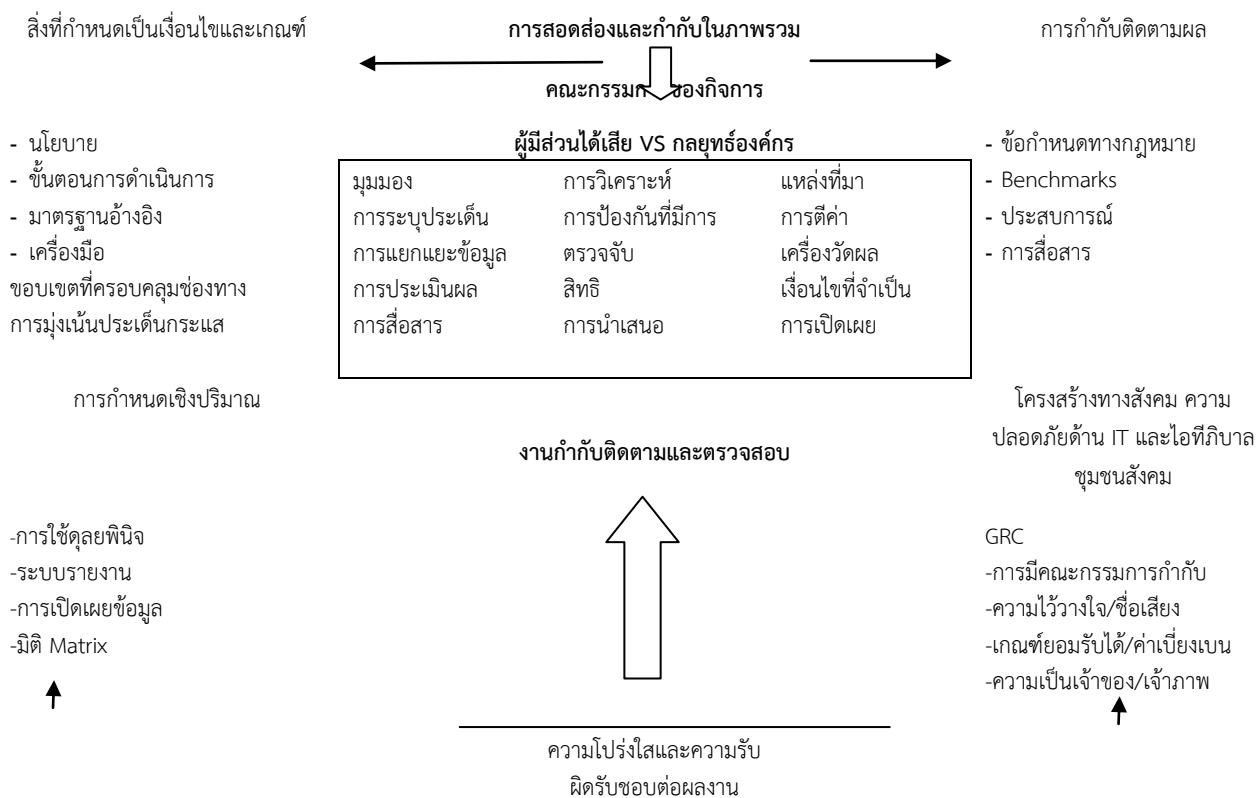 สิ่งที่กำหนดเป็นเงื่อนไขและเกณฑ์
การสอดส่องและกำกับในภาพรวม
การกำกับติดตามผล
คณะกรรมก ของกิจการ
ผู้มีส่วนได้เสีย VS กลยุทธ์องค์กร
- นโยบาย
- ขั้นตอนการดำเนินการ
- มาตรฐานอ้างอิง
- เครื่องมือ
ขอบเขตที่ครอบคลุมช่องทาง
การมุ่งเน้นประเด็นกระแส
มุมมอง การวิเคราะห์ แหล่งที่มา
การระบุประเด็น การป้องกันที่มีการ การตีค่า
การแยกแยะข้อมูล ตรวจจับ เครื่องวัดผล
การประเมินผล สิทธิ เงื่อนไขที่จำเป็น
การสื่อสาร การนำเสนอ การเปิดเผย
- ข้อกำหนดทางกฎหมาย
- Benchmarks
- ประสบการณ์
- การสื่อสาร
การกำหนดเชิงปริมาณ
โครงสร้างทางสังคม ความ
ปลอดภัยด้าน IT และไอทีภิบาล
ชุมชนสังคม
งานกำกับติดตามและตรวจสอบ
-การใช้ดุลยพินิจ
-ระบบรายงาน
-การเปิดเผยข้อมูล
-มิติ Matrix
GRC
-การมีคณะกรรมการกำกับ
-ความไว้วางใจ/ชื่อเสียง
-เกณฑ์ยอมรับได้/ค่าเบี่ยงเบน
-ความเป็นเจ้าของ/เจ้าภาพ
ความโปร่งใสและความรับ
ผิดรับชอบต่อผลงาน